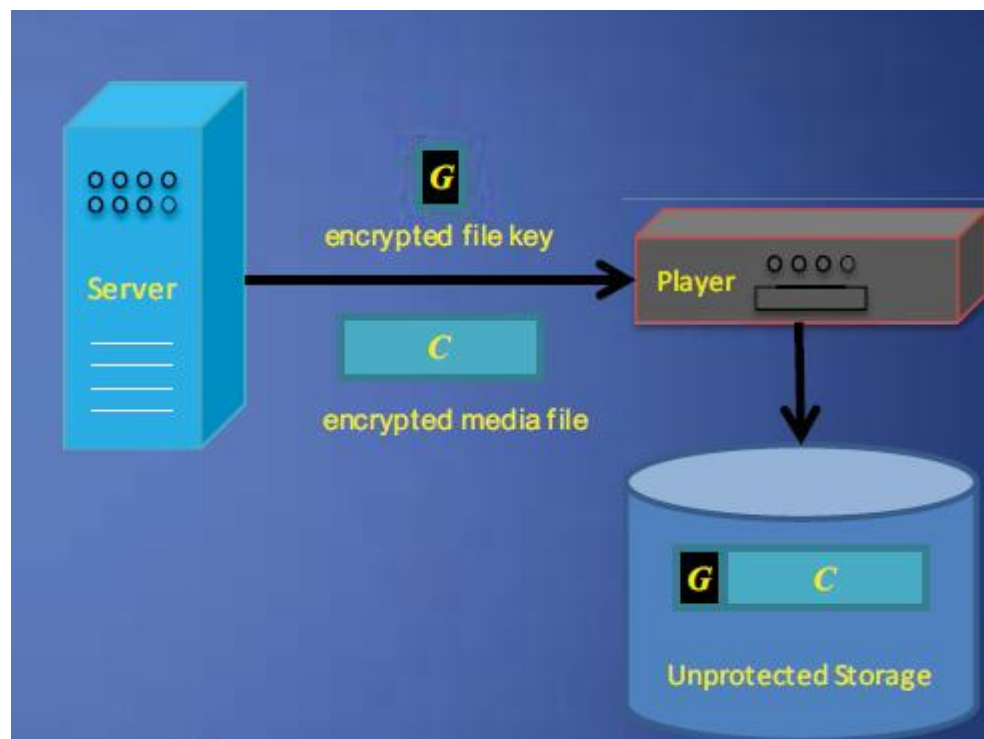 G
encrypted file key
Server
Player
C
encrypted media file
G C
Unprotected Storage